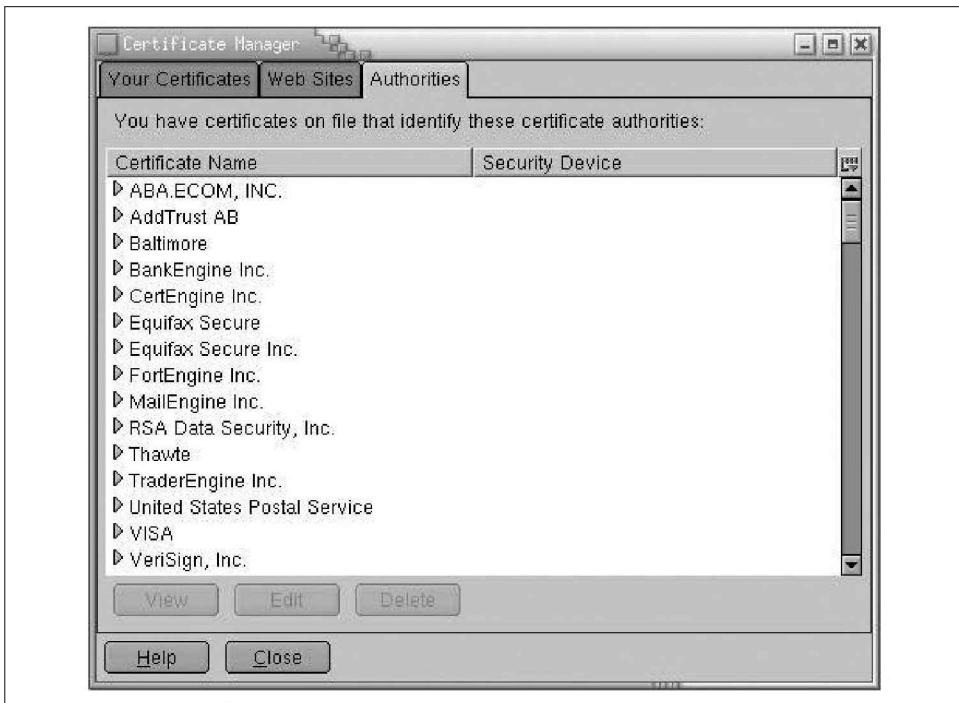 Certificate Manager
Your Certificates Web Sites Authorities
You have certificates on file that identify these certificate authorities:
Certificate Name Security Device
ABA.ECOM, INC.
AddTrust AB
Baltimore
BankEngine Inc.
CertEngine Inc.
Equifax Secure
Equifax Secure Inc.
FortEngine Inc.
MailEngine Inc.
RSA Data Security, Inc.
Thawte
TraderEngine Inc.
United States Postal Service
VISA
VeriSign, Inc.
View Edit Delete
Help Close